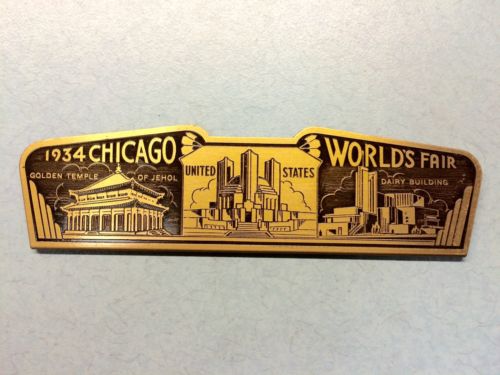 1934 CHICAGO
WORLD'S FAIR
GOLDEN TEMPLE OF JEHOL
UNITED STATES
DAIRY BUILDING